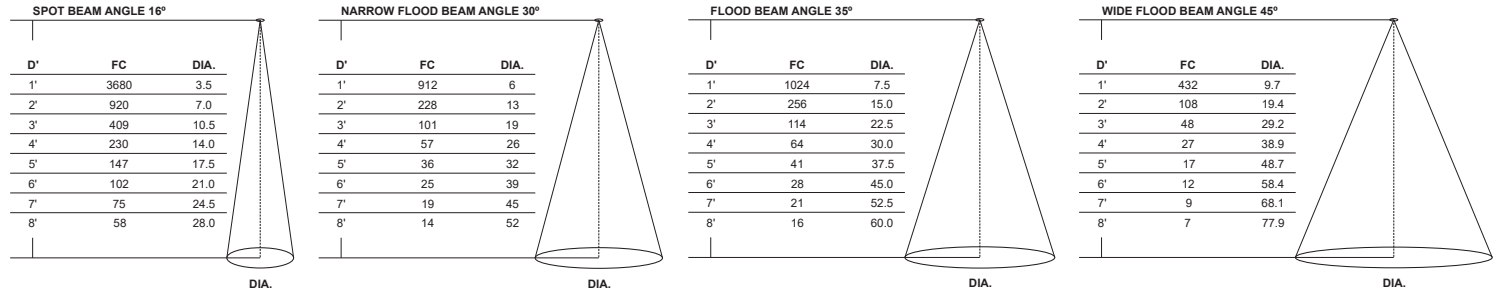 SPOT BEAM ANGLE 16º
D' FC DIA.
1' 3680 3.5
2' 920 7.0
3' 409 10.5
4' 230 14.0
5' 147 17.5
6' 102 21.0
7' 75 24.5
8' 58 28.0
DIA.
NARROW FLOOD BEAM ANGLE 30º
D' FC DIA.
1' 912 6
2' 228 13
3' 101 19
4' 57 26
5' 36 32
6' 25 39
7' 19 45
8' 14 52
DIA.
FLOOD BEAM ANGLE 35º
D' FC DIA.
1' 1024 7.5
2' 256 15.0
3' 114 22.5
4' 64 30.0
5' 41 37.5
6' 28 45.0
7' 21 52.5
8' 16 60.0
DIA.
WIDE FLOOD BEAM ANGLE 45º
D' FC DIA.
1' 432 9.7
2' 108 19.4
3' 48 29.2
4' 27 38.9
5' 17 48.7
6' 12 58.4
7' 9 68.1
8' 7 77.9
DIA.